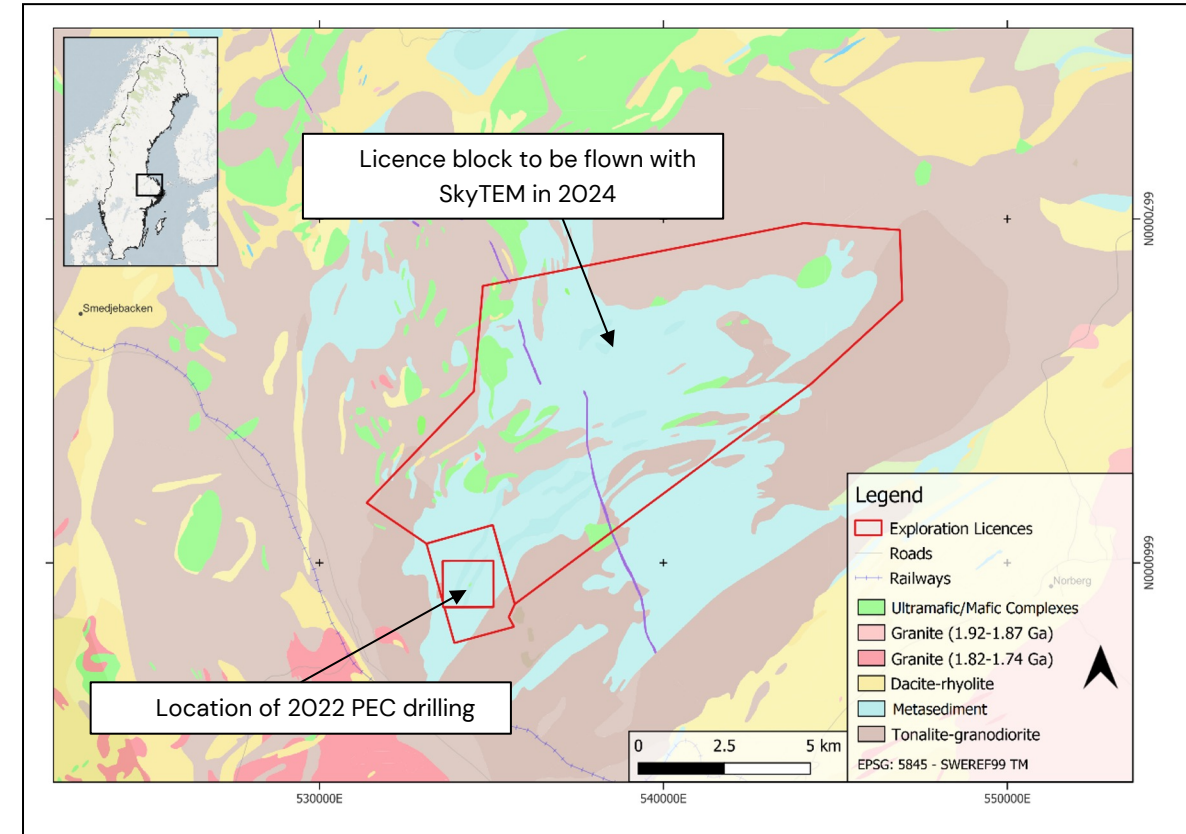 Licence block to be flown with
SkyTEM in 2024
6670000N
Smedjebacken
Legend
Exploration Licences
Roads
Railways
Ultramafic/Mafic Complexes
Granite (1.92-1.87 Ga)
Granite (1.82-1.74 Ga)
Dacite-rhyolite
Metasediment
Tonalite-granodiorite
EPSG: 5845 - SWEREF99 TM
6660000N
Norberg
Location of 2022 PEC drilling
0 2.5 5 km
530000E 540000E 550000E